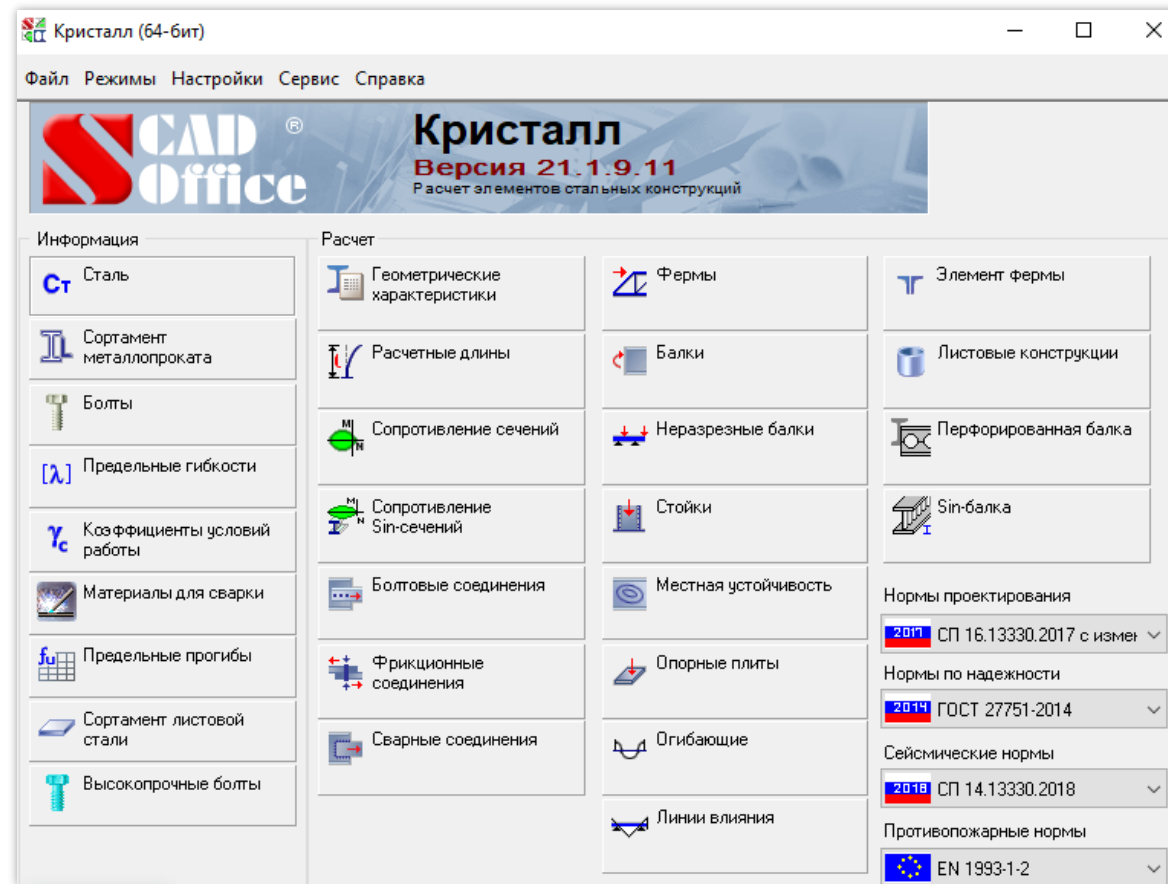 Кристалл (64-бит)
Файл Режимы Настройки Сервис Справка
SCAD ®
Office
Кристалл
Версия 21.1.9.11
Расчет элементов стальных конструкций
Информация
Ст Сталь
Сортамент
металлопроката
Болты
[λ] Предельные гибкости
γc Коэффициенты условий
работы
Материалы для сварки
fu Предельные прогибы
Сортамент листовой
стали
Высокопрочные болты
Расчет
Геометрические
характеристики
Расчетные длины
M
N
Сопротивление сечений
M
N
Сопротивление
Sin-сечений
Болтовые соединения
Фрикционные
соединения
Сварные соединения
Фермы
Балки
Неразрезные балки
Стойки
Местная устойчивость
Опорные плиты
Огибающие
Линии влияния
Элемент фермы
Листовые конструкции
Перфорированная балка
Sin-балка
Нормы проектирования
2017 СП 16.13330.2017 с измен
Нормы по надежности
2014 ГОСТ 27751-2014
Сейсмические нормы
2018 СП 14.13330.2018
Противопожарные нормы
EN 1993-1-2